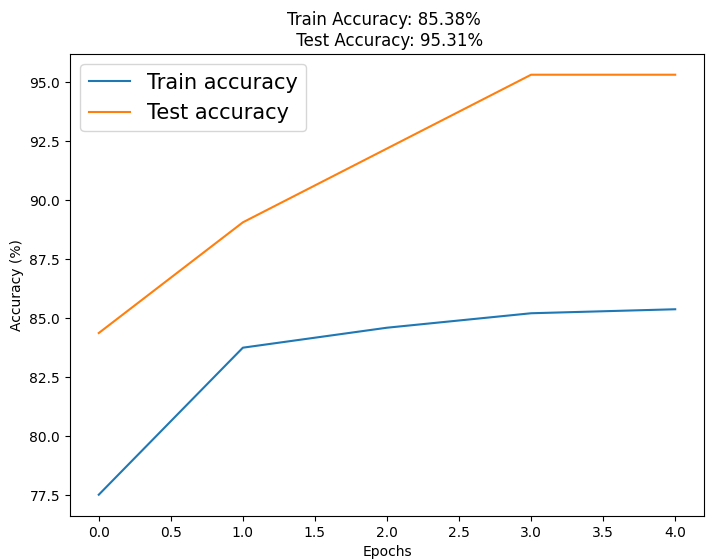 Train Accuracy: 85.38%
Test Accuracy: 95.31%
Train accuracy
Test accuracy
95.0
92.5
90.0
87.5
85.0
82.5
80.0
77.5
Accuracy (%)
0.0 0.5 1.0 1.5 2.0 2.5 3.0 3.5 4.0
Epochs